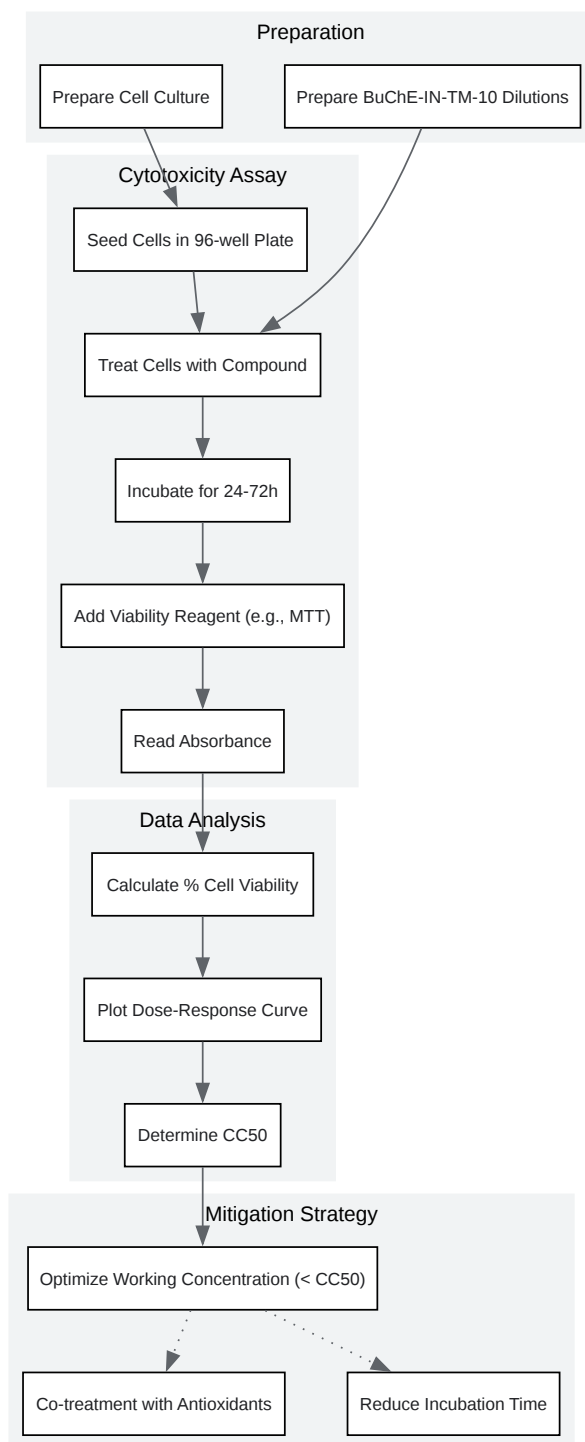 Preparation
Prepare Cell Culture
Prepare BuChE-IN-TM-10 Dilutions
Cytotoxicity Assay
Seed Cells in 96-well Plate
Treat Cells with Compound
Incubate for 24-72h
Add Viability Reagent (e.g., MTT)
Read Absorbance
Data Analysis
Calculate % Cell Viability
Plot Dose-Response Curve
Determine CC50
Mitigation Strategy
Optimize Working Concentration (< CC50)
Co-treatment with Antioxidants
Reduce Incubation Time